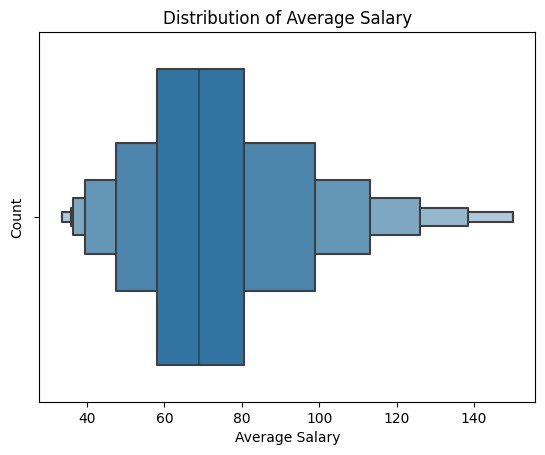 Distribution of Average Salary
Count
40 60 80 100 120 140
Average Salary